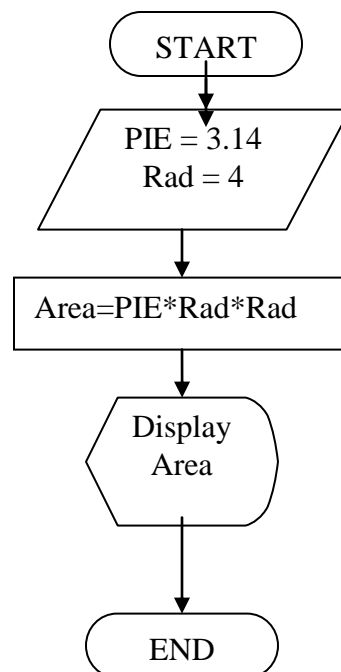 START
PIE = 3.14
Rad = 4
Area=PIE*Rad*Rad
Display
Area
END